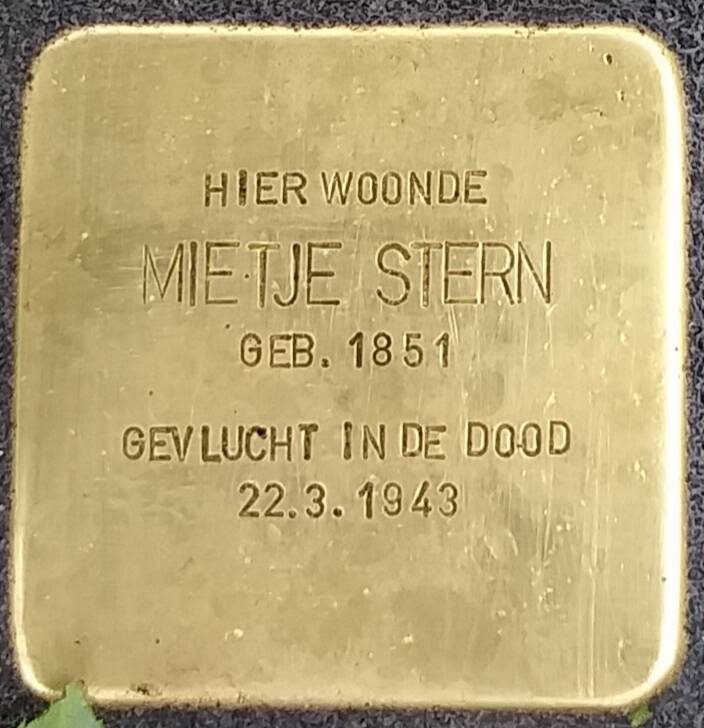 HIER WOONDE
MIETJE STERN
GEB. 1851
GEVLUCHT IN DE DOOD
22.3.1943